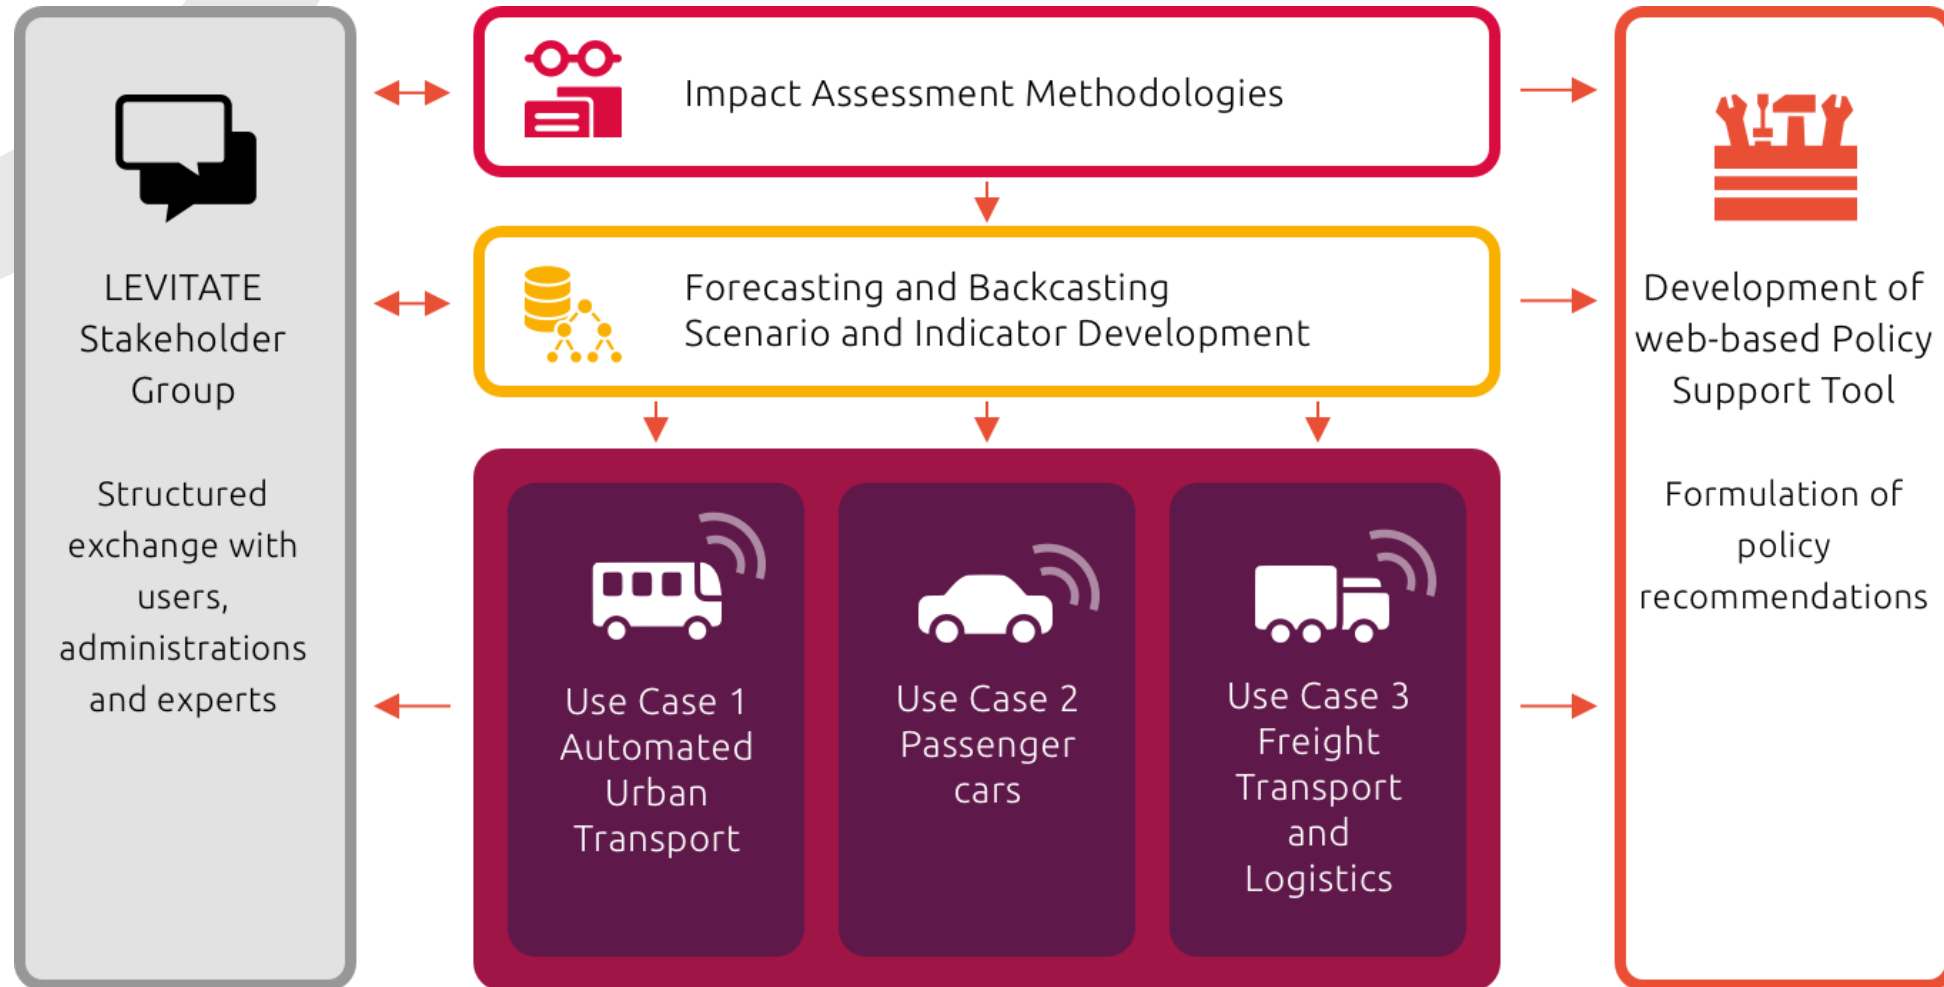 LEVITATE
Stakeholder
Group
Structured
exchange with
users,
administrations
and experts
Impact Assessment Methodologies
Forecasting and Backcasting
Scenario and Indicator Development
Use Case 1
Automated
Urban
Transport
Use Case 2
Passenger
cars
Use Case 3
Freight
Transport
and
Logistics
Development of
web-based Policy
Support Tool
Formulation of
policy
recommendations